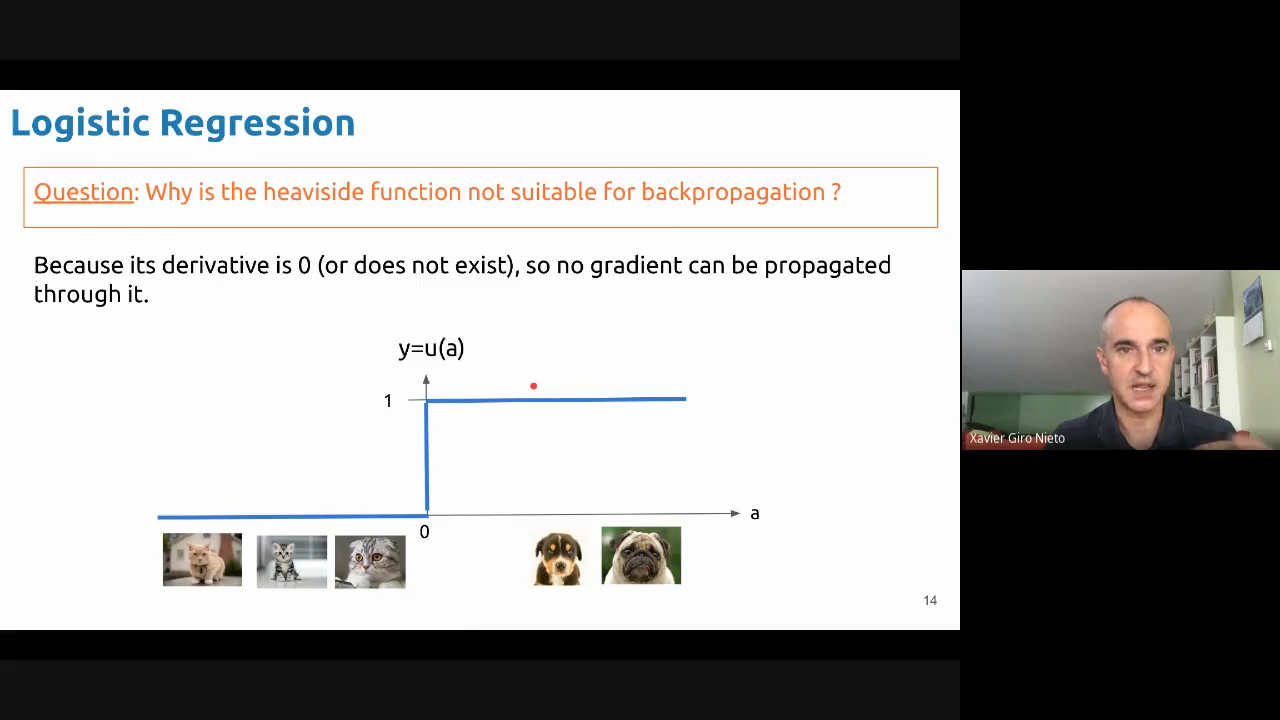 Logistic Regression
Question: Why is the heaviside function not suitable for backpropagation ?
Because its derivative is 0 (or does not exist), so no gradient can be propagated
through it.
y=u(a)
1
a
0
14
Xavier Giro Nieto